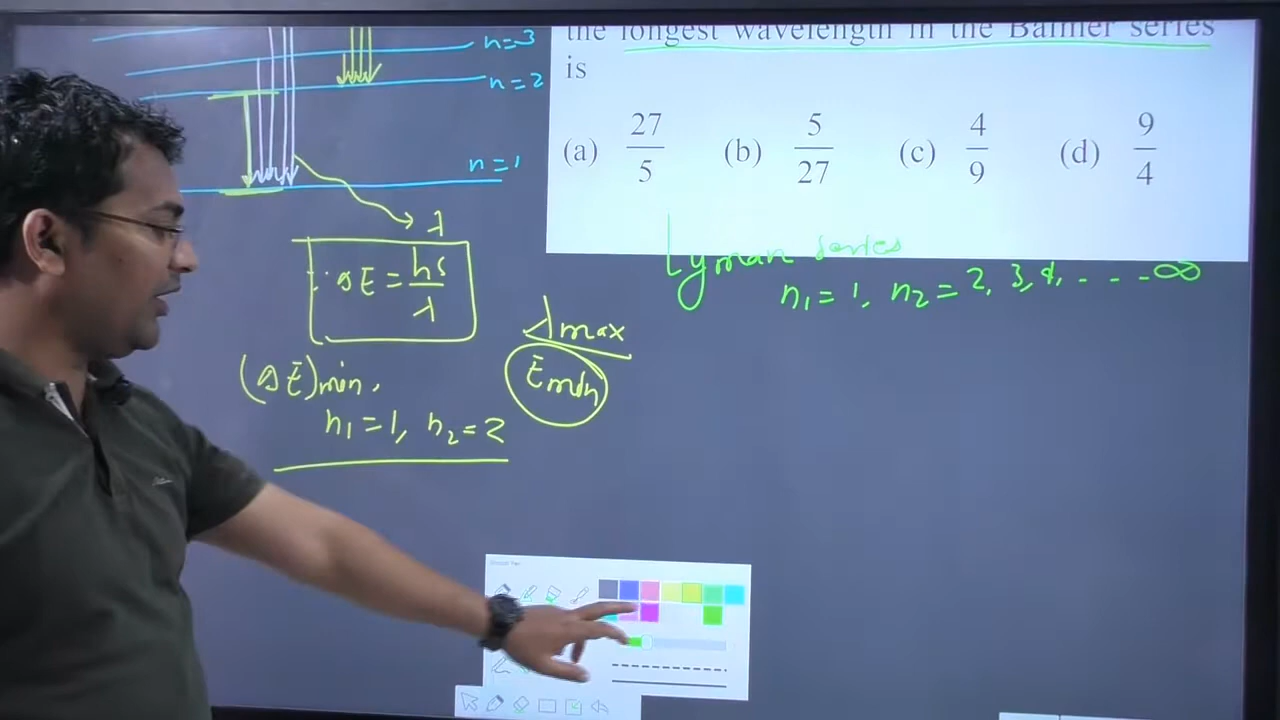 the longest wavelength in the Balmer series
is
(a) 27/5 (b) 5/27 (c) 4/9 (d) 9/4
n=3
n=2
n=1
λ
ΔE = hc/λ
λmax
Emin
(ΔE)min,
n₁=1, n₂=2
Lyman series
n₁=1, n₂=2, 3, 4, - - - ∞